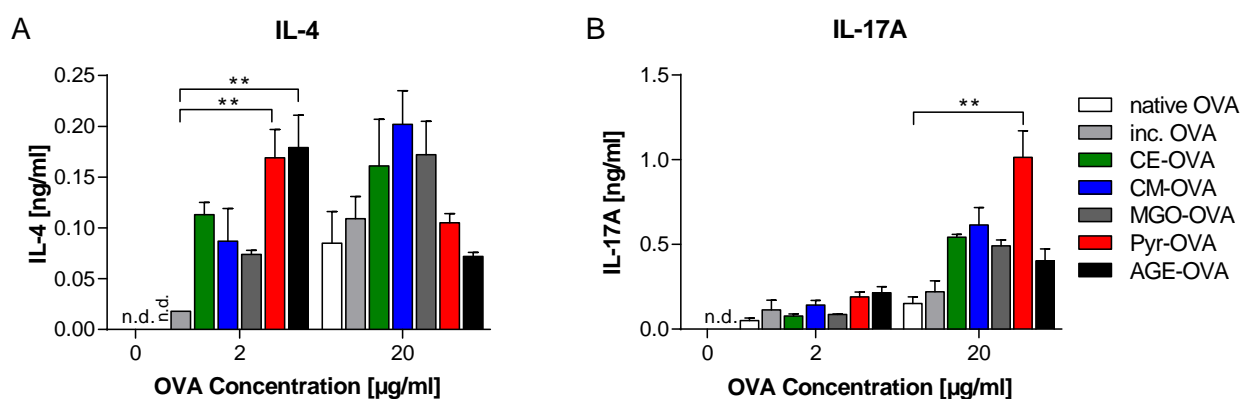 A
IL-4
**
**
IL-4 [ng/ml]
0.25
0.20
0.15
0.10
0.05
0.00
n.d.
n.d.
0
2
20
OVA Concentration [µg/ml]
B
IL-17A
**
IL-17A [ng/ml]
1.5
1.0
0.5
0.0
n.d.
0
2
20
OVA Concentration [µg/ml]
native OVA
inc. OVA
CE-OVA
CM-OVA
MGO-OVA
Pyr-OVA
AGE-OVA